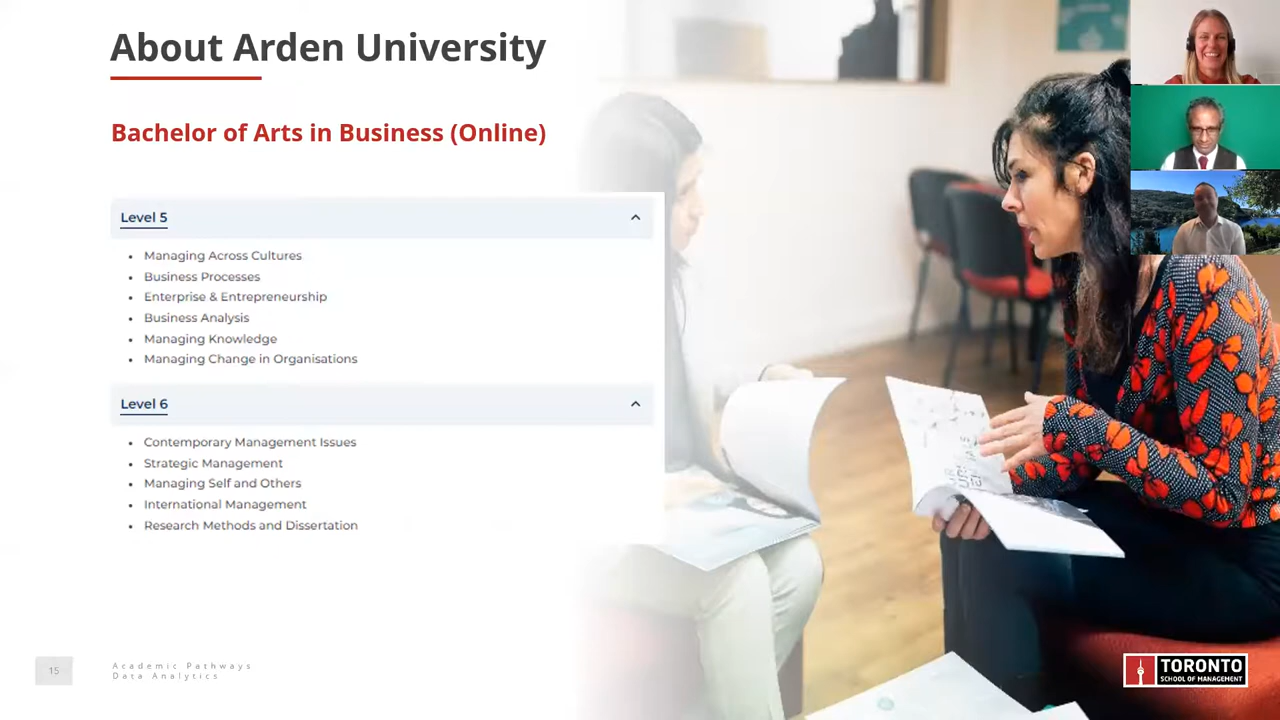 About Arden University
Bachelor of Arts in Business (Online)
Level 5
Managing Across Cultures
Business Processes
Enterprise & Entrepreneurship
Business Analysis
Managing Knowledge
Managing Change in Organisations
Level 6
Contemporary Management Issues
Strategic Management
Managing Self and Others
International Management
Research Methods and Dissertation
15
Academic Pathways
Data Analytics
TORONTO
SCHOOL OF MANAGEMENT